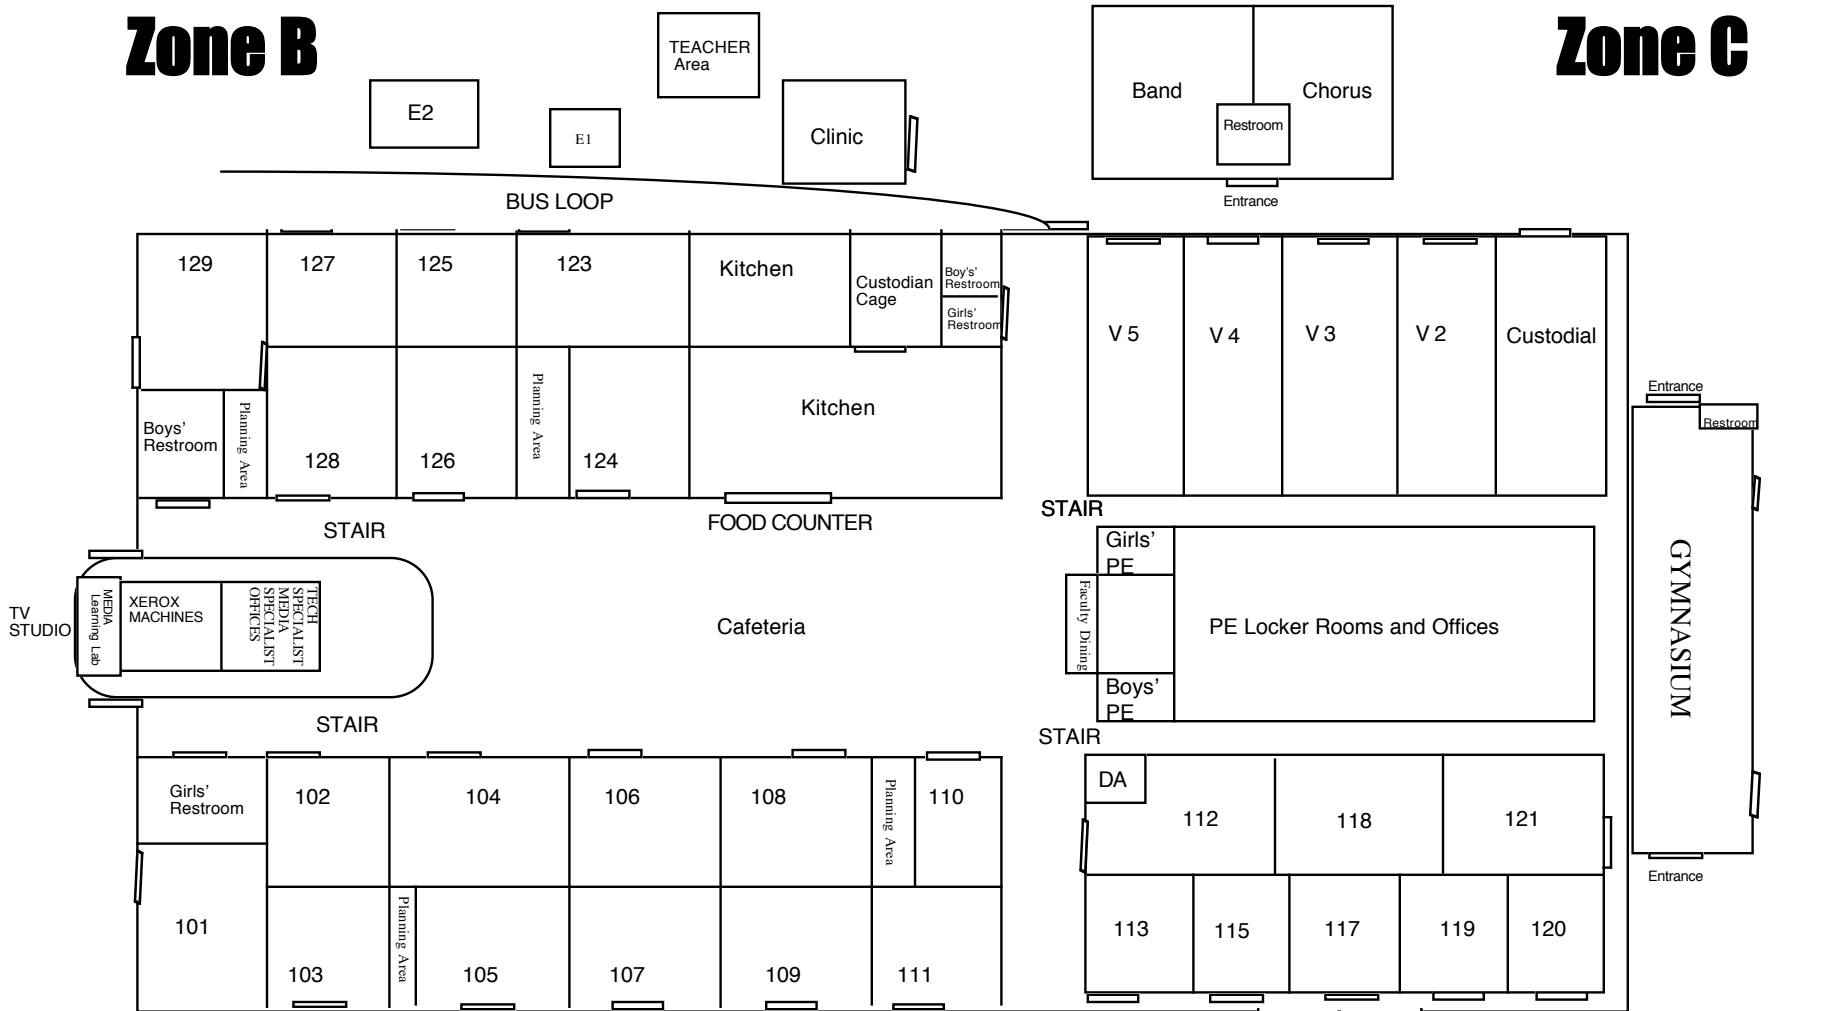 Zone B
Zone C
TEACHER
Area
E2
E1
Clinic
Band
Chorus
Restroom
Entrance
BUS LOOP
129
127
125
123
Kitchen
Custodian
Cage
Boy's'
Restroom
Girls'
Restroom
V 5
V 4
V 3
V 2
Custodial
Boys'
Restroom
Planning Area
128
126
Planning Area
124
Kitchen
Entrance
Restroom
STAIR
FOOD COUNTER
STAIR
Girls'
PE
GYMNASIUM
TV
STUDIO
MEDIA
Learning Lab
XEROX
MACHINES
TECH
SPECIALIST
MEDIA
SPECIALIST
OFFICES
Cafeteria
Faculty Dining
PE Locker Rooms and Offices
Boys'
PE
STAIR
STAIR
Girls'
Restroom
102
104
106
108
Planning Area
110
DA
112
118
121
Entrance
101
103
Planning Area
105
107
109
111
113
115
117
119
120